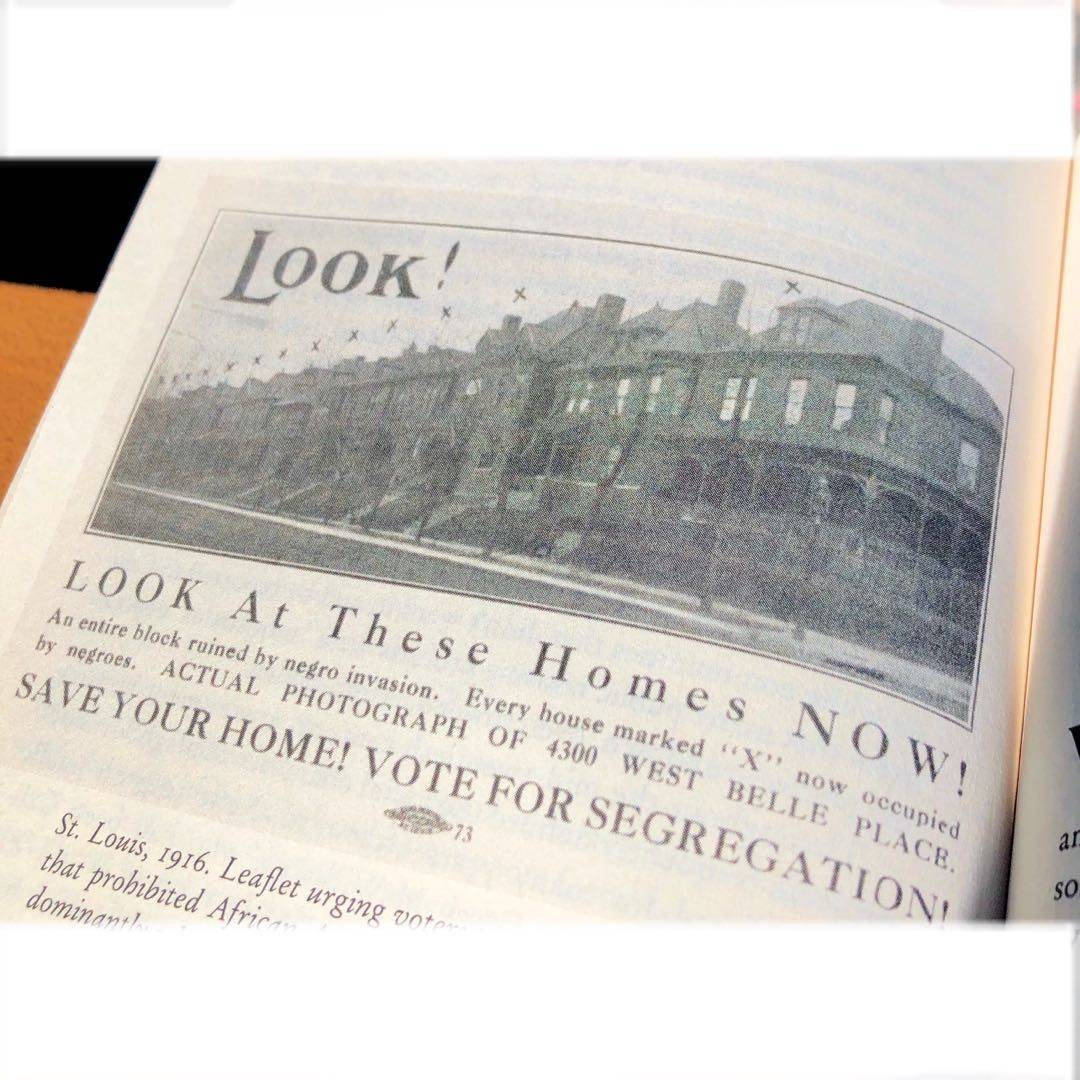 LOOK!
LOOK At These Homes NOW!
An entire block ruined by negro invasion. Every house marked "X" now occupied
by negroes. ACTUAL PHOTOGRAPH OF 4300 WEST BELLE PLACE.
SAVE YOUR HOME! VOTE FOR SEGREGATION!
73
St. Louis, 1916. Leaflet urging
that prohibited